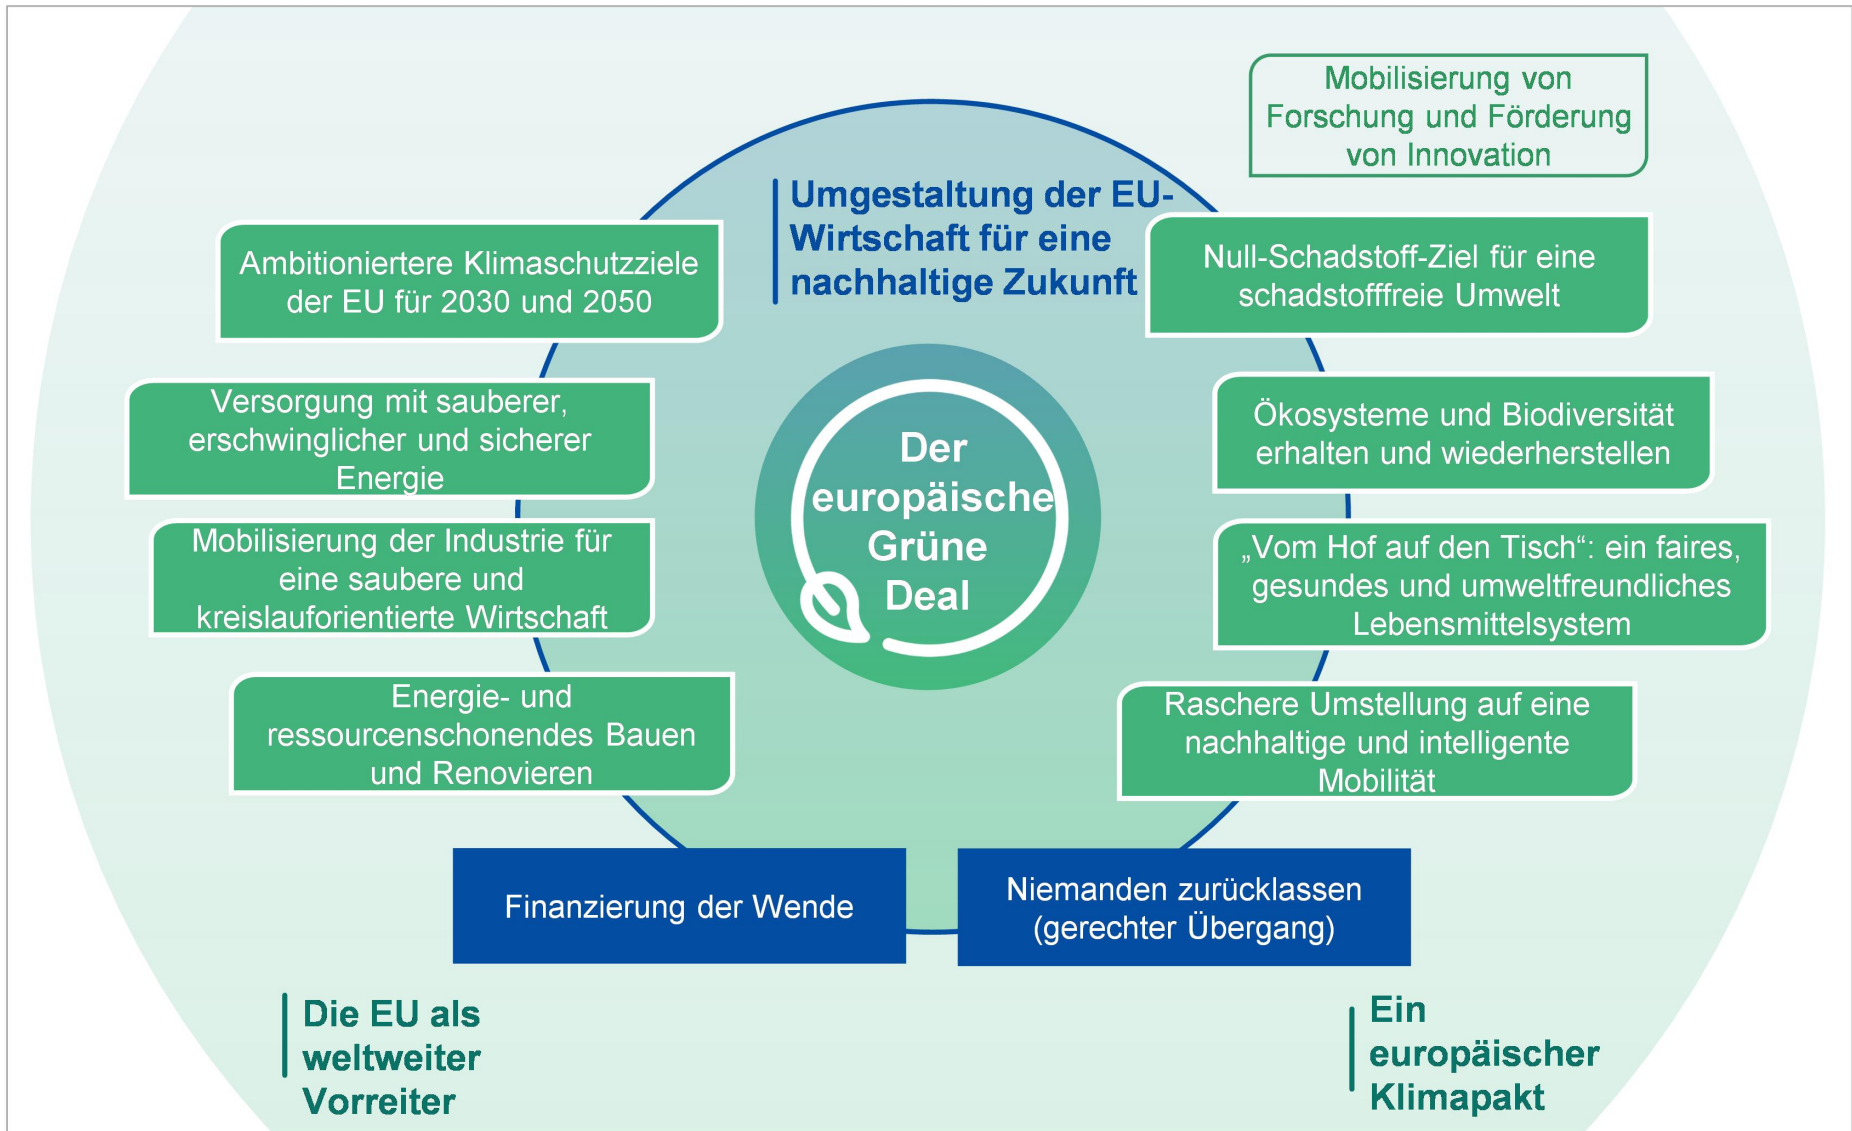 Mobilisierung von
Forschung und Förderung
von Innovation
Umgestaltung der EU-
Wirtschaft für eine
nachhaltige Zukunft
Ambitioniertere Klimaschutzziele
der EU für 2030 und 2050
Null-Schadstoff-Ziel für eine
schadstofffreie Umwelt
Versorgung mit sauberer,
erschwinglicher und sicherer
Energie
Ökosysteme und Biodiversität
erhalten und wiederherstellen
Der
europäische
Grüne
Deal
Mobilisierung der Industrie für
eine saubere und
kreislauforientierte Wirtschaft
„Vom Hof auf den Tisch“: ein faires,
gesundes und umweltfreundliches
Lebensmittelsystem
Energie- und
ressourcenschonendes Bauen
und Renovieren
Raschere Umstellung auf eine
nachhaltige und intelligente
Mobilität
Finanzierung der Wende
Niemanden zurücklassen
(gerechter Übergang)
Die EU als
weltweiter
Vorreiter
Ein
europäischer
Klimapakt